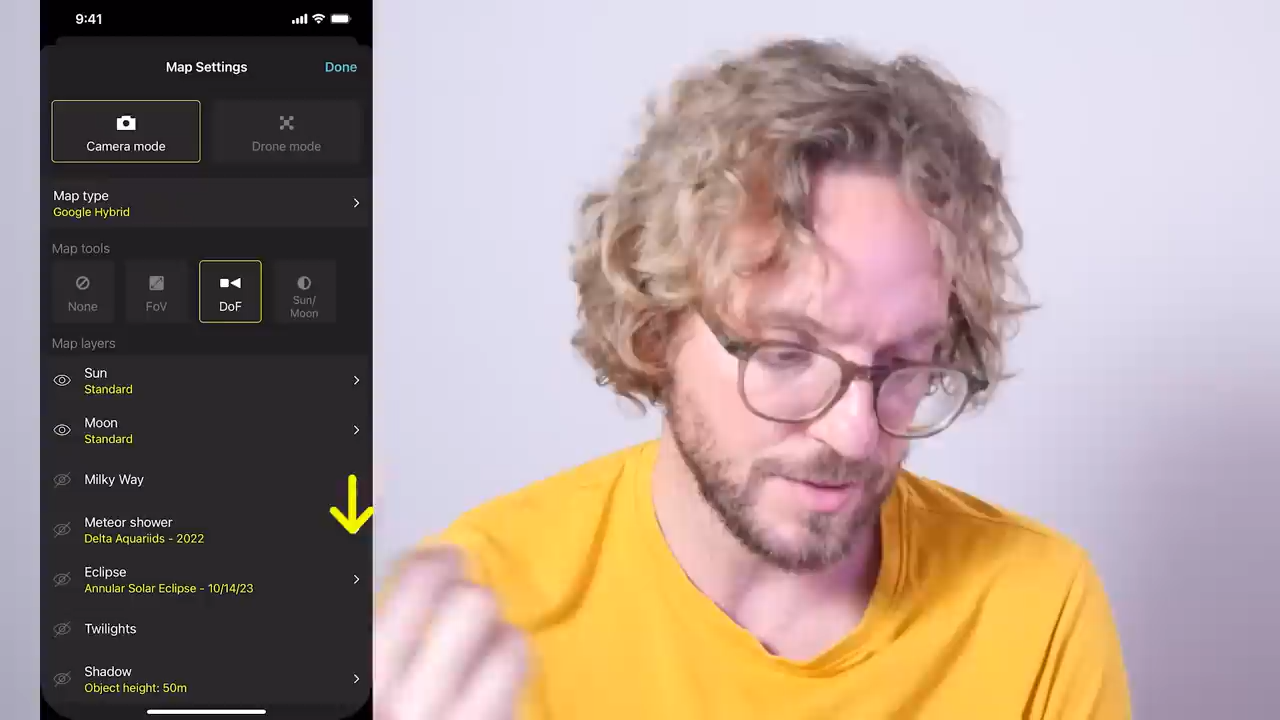 9:41
Map Settings
Done
Camera mode
Drone mode
Map type
Google Hybrid
Map tools
None
FoV
DoF
Sun/
Moon
Map layers
Sun
Standard
Moon
Standard
Milky Way
Meteor shower
Delta Aquariids - 2022
Eclipse
Annular Solar Eclipse - 10/14/23
Twilights
Shadow
Object height: 50m